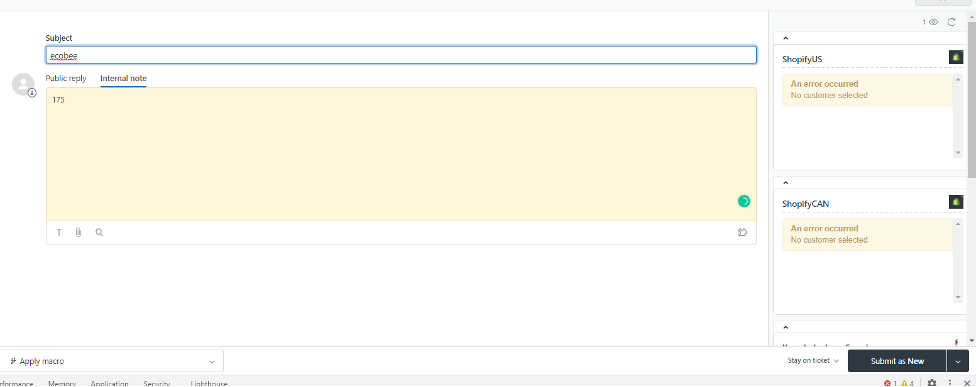 1
Subject
ecobee
Public reply
Internal note
175
ShopifyUS
An error occurred
No customer selected
ShopifyCAN
An error occurred
No customer selected
Apply macro
Stay on ticket
Submit as New
rformance
Memory
Application
Security
Lighthouse
1
4